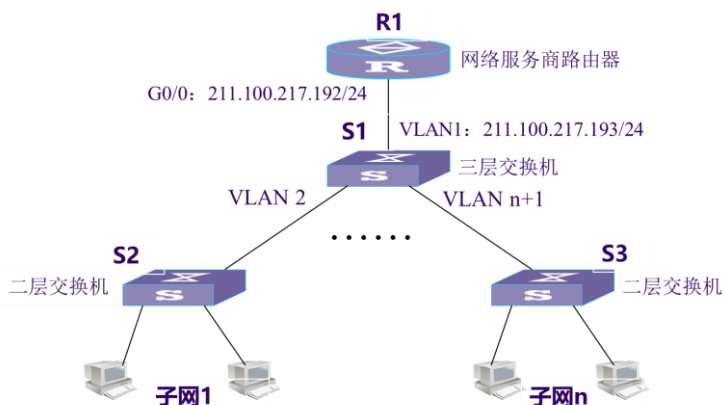 R1
R
网络服务商路由器
G0/0：211.100.217.192/24
S1
VLAN1：211.100.217.193/24
S
三层交换机
VLAN 2
VLAN n+1
······
S2
S3
二层交换机
S
S
二层交换机
子网1
子网n